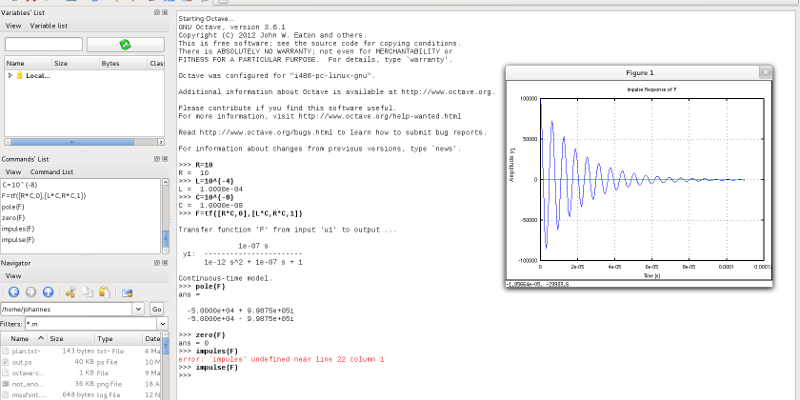 Variables' List
View Variable list
Name Size Bytes Class
Local...
Commands' List
View Command List
C=10^(-8)
F=tf([R*C,0],[L*C,R*C,1])
pole(F)
zero(F)
impules(F)
impulse(F)
Navigator
View
/home/johannes Go
Filters: *.m
Name Size Type Date
plan.txt~ 143 bytes txt~ File 4 Ma
out.ps 40 KB ps File 10 M
octave-c... 1 KB File 9 Ma
not_eno... 36 KB png File 18 A
missfont... 648 bytes log File 12 N
Starting Octave...
GNU Octave, version 3.6.1
Copyright (C) 2012 John W. Eaton and others.
This is free software; see the source code for copying conditions.
There is ABSOLUTELY NO WARRANTY; not even for MERCHANTABILITY or
FITNESS FOR A PARTICULAR PURPOSE. For details, type `warranty'.
Octave was configured for "i486-pc-linux-gnu".
Additional information about Octave is available at http://www.octave.org.
Please contribute if you find this software useful.
For more information, visit http://www.octave.org/help-wanted.html
Read http://www.octave.org/bugs.html to learn how to submit bug reports.
For information about changes from previous versions, type `news'.
>>> R=10
R = 10
>>> L=10^(-4)
L = 1.0000e-04
>>> C=10^(-8)
C = 1.0000e-08
>>> F=tf([R*C,0],[L*C,R*C,1])
Transfer function 'F' from input 'u1' to output ...
1e-07 s
y1: -----------------------
1e-12 s^2 + 1e-07 s + 1
Continuous-time model.
>>> pole(F)
ans =
-5.0000e+04 + 9.9875e+05i
-5.0000e+04 - 9.9875e+05i
>>> zero(F)
ans = 0
>>> impules(F)
error: `impules' undefined near line 22 column 1
>>> impulse(F)
>>>
Figure 1
Impulse Response of F
100000
50000
0
-50000
-100000
Amplitude y1
0 2e-05 4e-05 6e-05 8e-05 0.0001 0.00012
Time [s]
-1.85664e-05, -29933.6